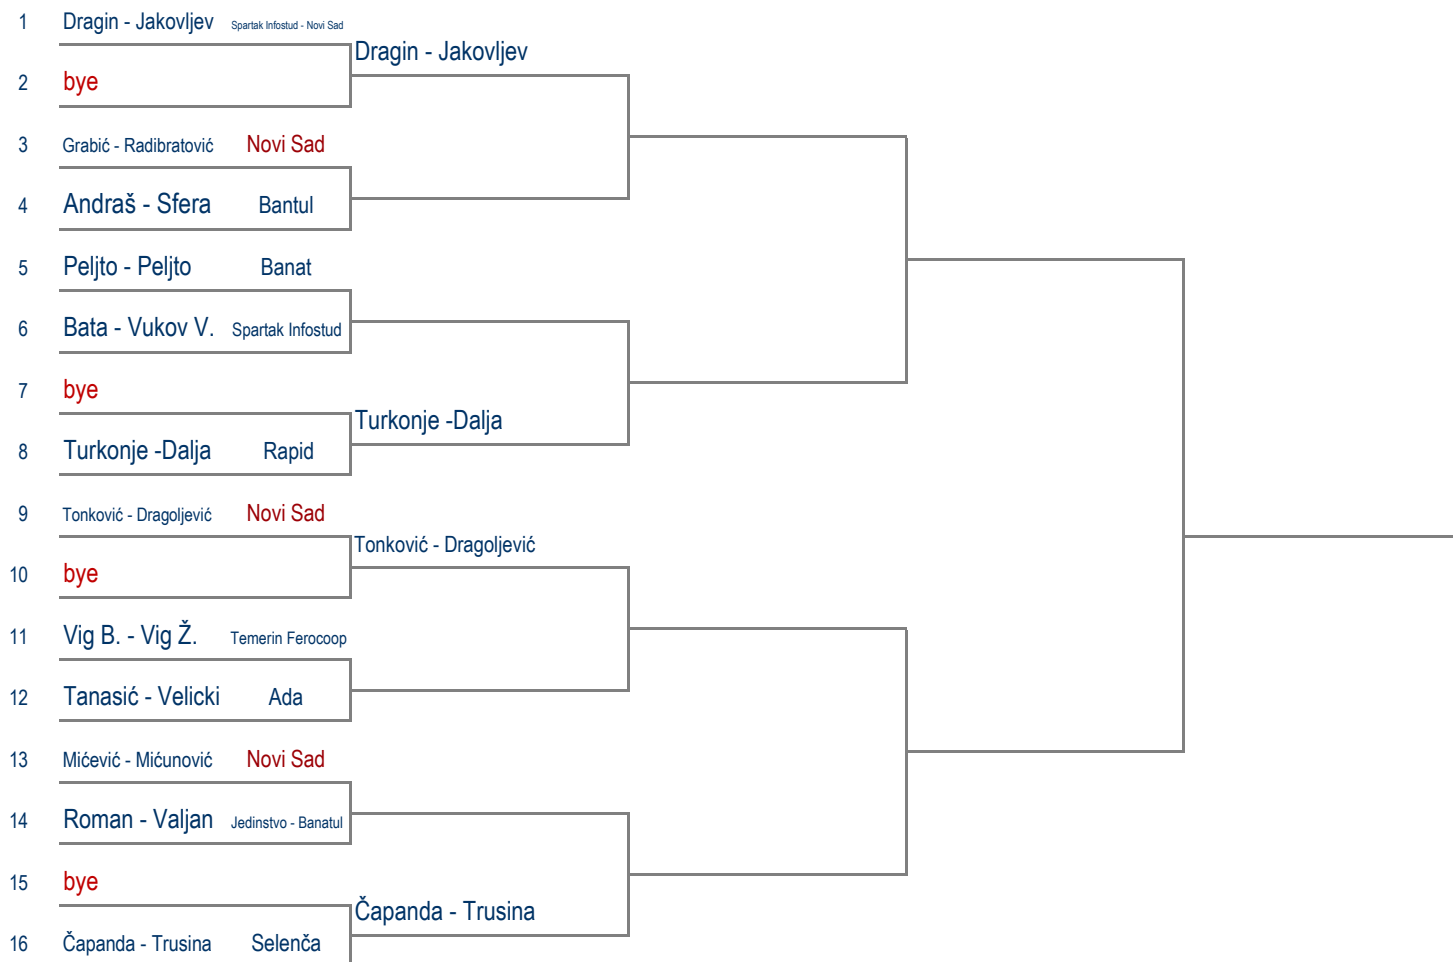 1 Dragin - Jakovljev Spartak Infostud - Novi Sad
Dragin - Jakovljev
2 bye
3 Grabić - Radibratović Novi Sad
4 Andraš - Sfera Bantul
5 Peljto - Peljto Banat
6 Bata - Vukov V. Spartak Infostud
7 bye
Turkonje -Dalja
8 Turkonje -Dalja Rapid
9 Tonković - Dragoljević Novi Sad
Tonković - Dragoljević
10 bye
11 Vig B. - Vig Ž. Temerin Ferocoop
12 Tanasić - Velicki Ada
13 Mićević - Mićunović Novi Sad
14 Roman - Valjan Jedinstvo - Banatul
15 bye
Čapanda - Trusina
16 Čapanda - Trusina Selenča